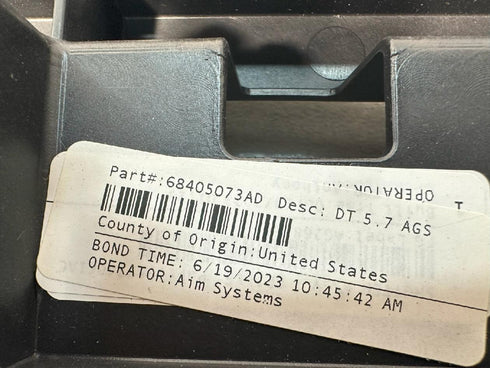 Part#:68405073AD Desc: DT 5.7 AGS
County of Origin:United States
BOND TIME: 6/19/2023 10:45:42 AM
OPERATOR:Aim Systems
OPERATOR: